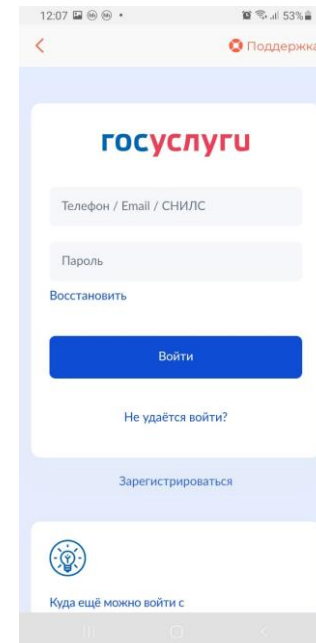 12:07 53%
Поддержка
госуслуги
Телефон / Email / СНИЛС
Пароль
Восстановить
Войти
Не удаётся войти?
Зарегистрироваться
Куда ещё можно войти с